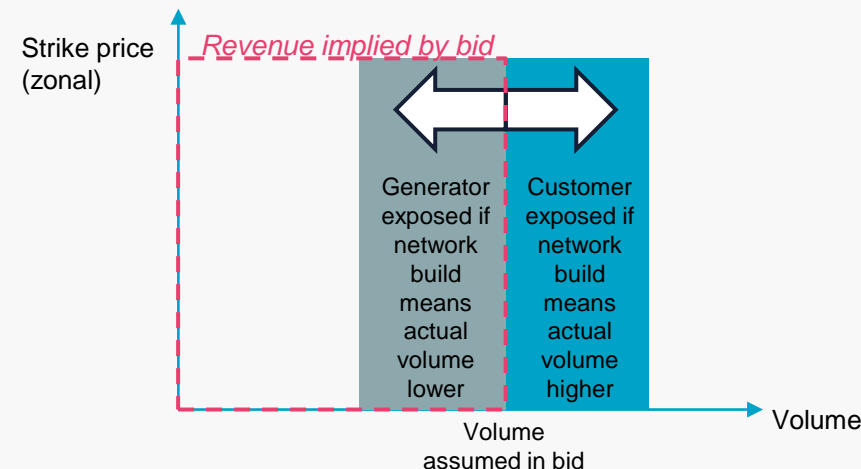 Strike price
(zonal)
Revenue implied by bid
Generator
exposed if
network
build
means
actual
volume
lower
Customer
exposed if
network
build
means
actual
volume
higher
Volume
Volume
assumed in bid